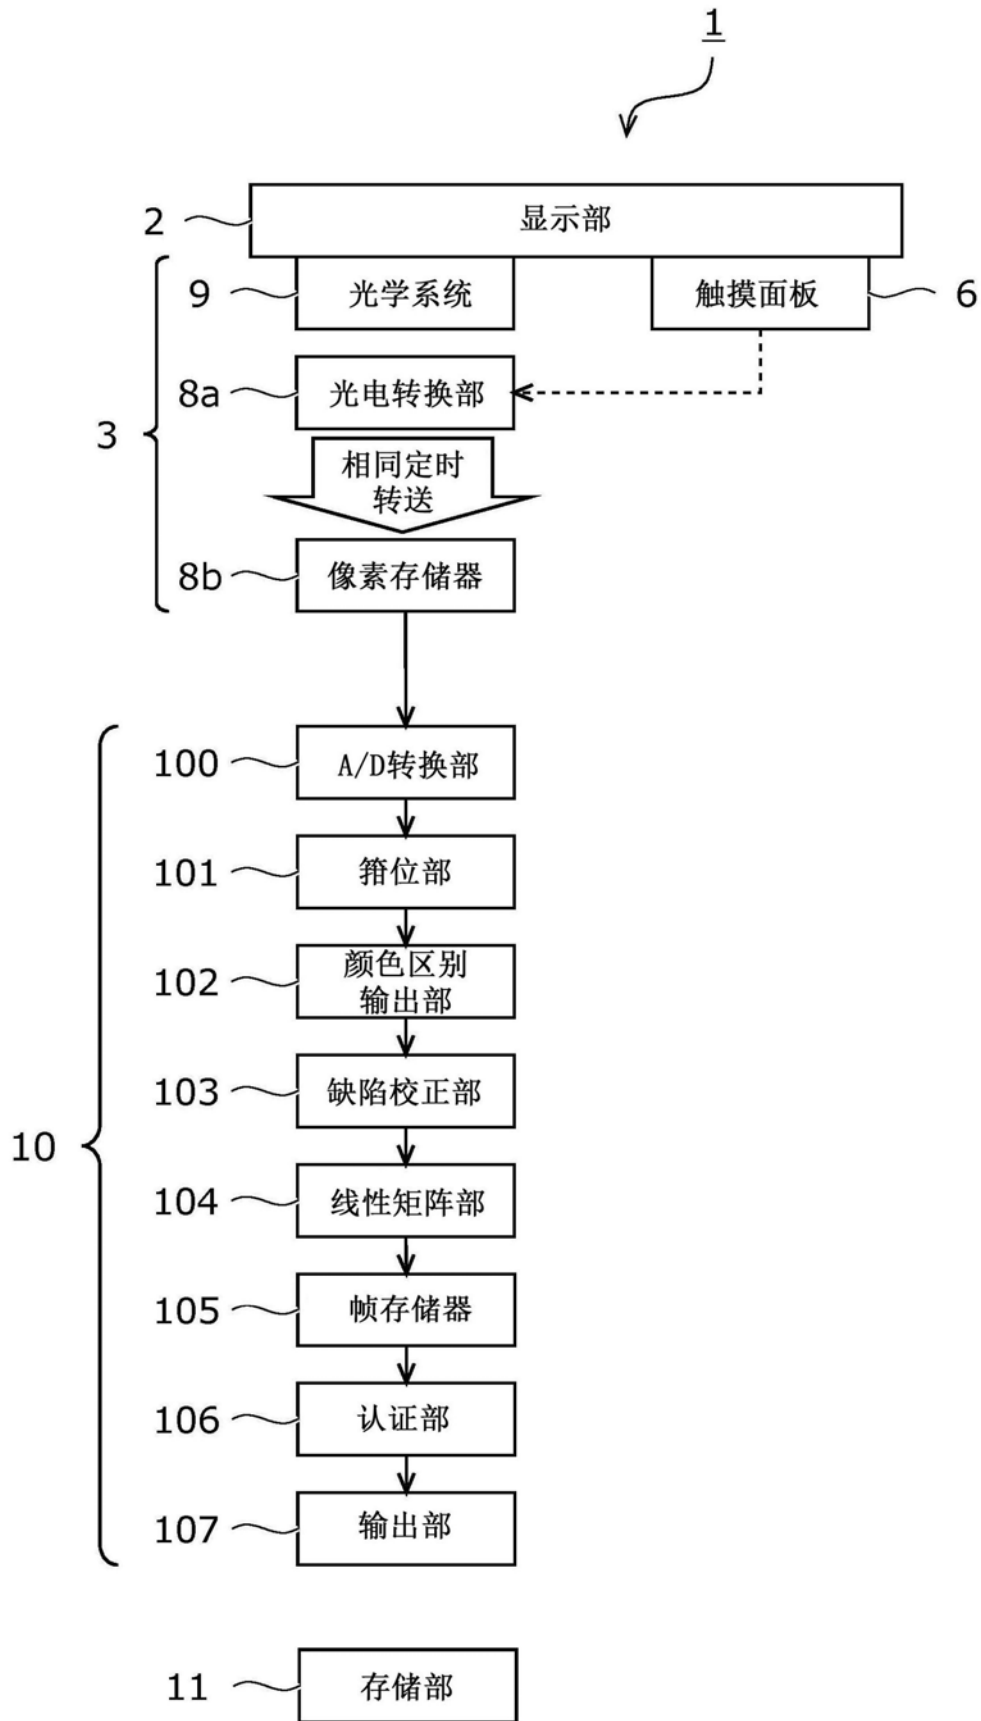 1
2
显示部
9
光学系统
触摸面板
6
8a
光电转换部
3
相同定时
转送
8b
像素存储器
100
A/D转换部
101
箝位部
102
颜色区别
输出部
103
缺陷校正部
10
104
线性矩阵部
105
帧存储器
106
认证部
107
输出部
11
存储部